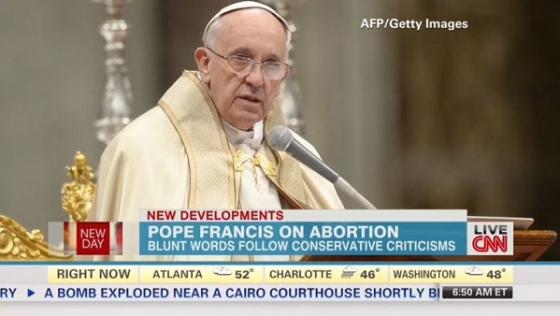 AFP/Getty Images
NEW DEVELOPMENTS
NEW DAY
POPE FRANCIS ON ABORTION
BLUNT WORDS FOLLOW CONSERVATIVE CRITICISMS
LIVE
CNN
RIGHT NOW ATLANTA 52° CHARLOTTE 46° WASHINGTON 48°
RY ▶ A BOMB EXPLODED NEAR A CAIRO COURTHOUSE SHORTLY B
6:50 AM ET